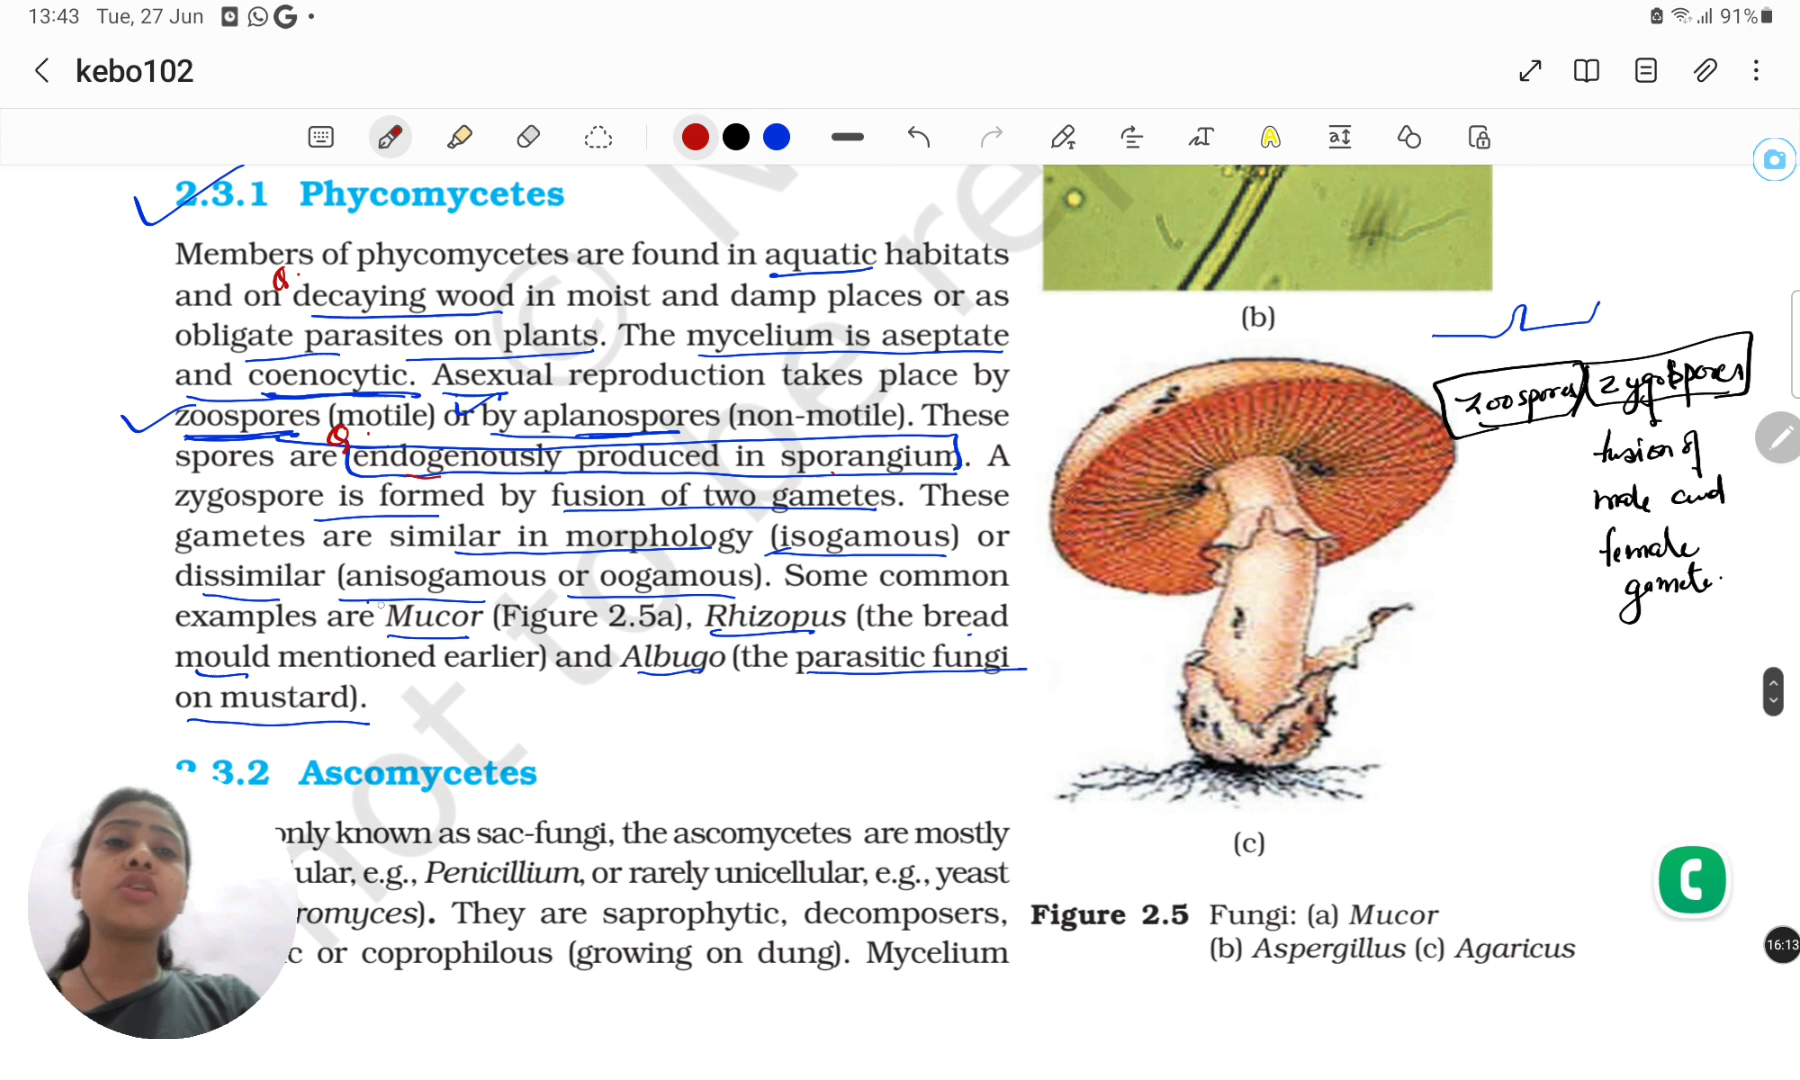 13:43 Tue, 27 Jun
91%
kebo102
2.3.1 Phycomycetes
Members of phycomycetes are found in aquatic habitats
and on decaying wood in moist and damp places or as
obligate parasites on plants. The mycelium is aseptate
and coenocytic. Asexual reproduction takes place by
zoospores (motile) or by aplanospores (non-motile). These
spores are endogenously produced in sporangium. A
zygospore is formed by fusion of two gametes. These
gametes are similar in morphology (isogamous) or
dissimilar (anisogamous or oogamous). Some common
examples are Mucor (Figure 2.5a), Rhizopus (the bread
mould mentioned earlier) and Albugo (the parasitic fungi
on mustard).
2.3.2 Ascomycetes
only known as sac-fungi, the ascomycetes are mostly
ular, e.g., Penicillium, or rarely unicellular, e.g., yeast
romyces). They are saprophytic, decomposers,
c or coprophilous (growing on dung). Mycelium
(b)
zoospores zygospores
fusion of
male and
female
gamete.
(c)
Figure 2.5 Fungi: (a) Mucor
(b) Aspergillus (c) Agaricus
16:13
not to be re